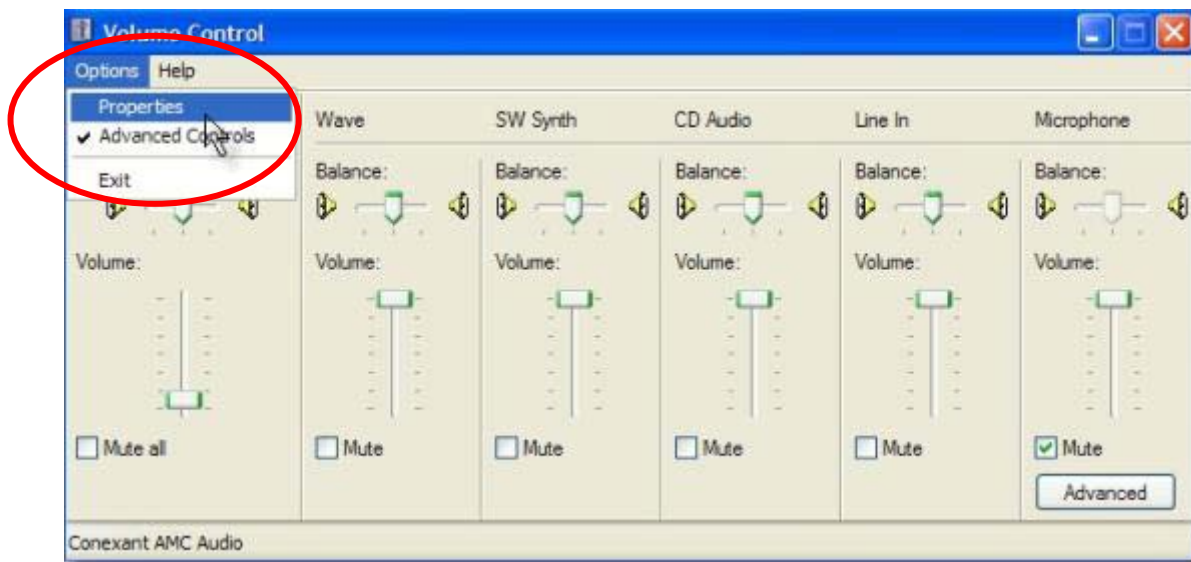 Volume Control
Options Help
Properties
Advanced Controls
Exit
Wave SW Synth CD Audio Line In Microphone
Balance: Balance: Balance: Balance: Balance:
Volume: Volume: Volume: Volume: Volume: Volume:
Mute all Mute Mute Mute Mute Mute
Advanced
Conexant AMC Audio